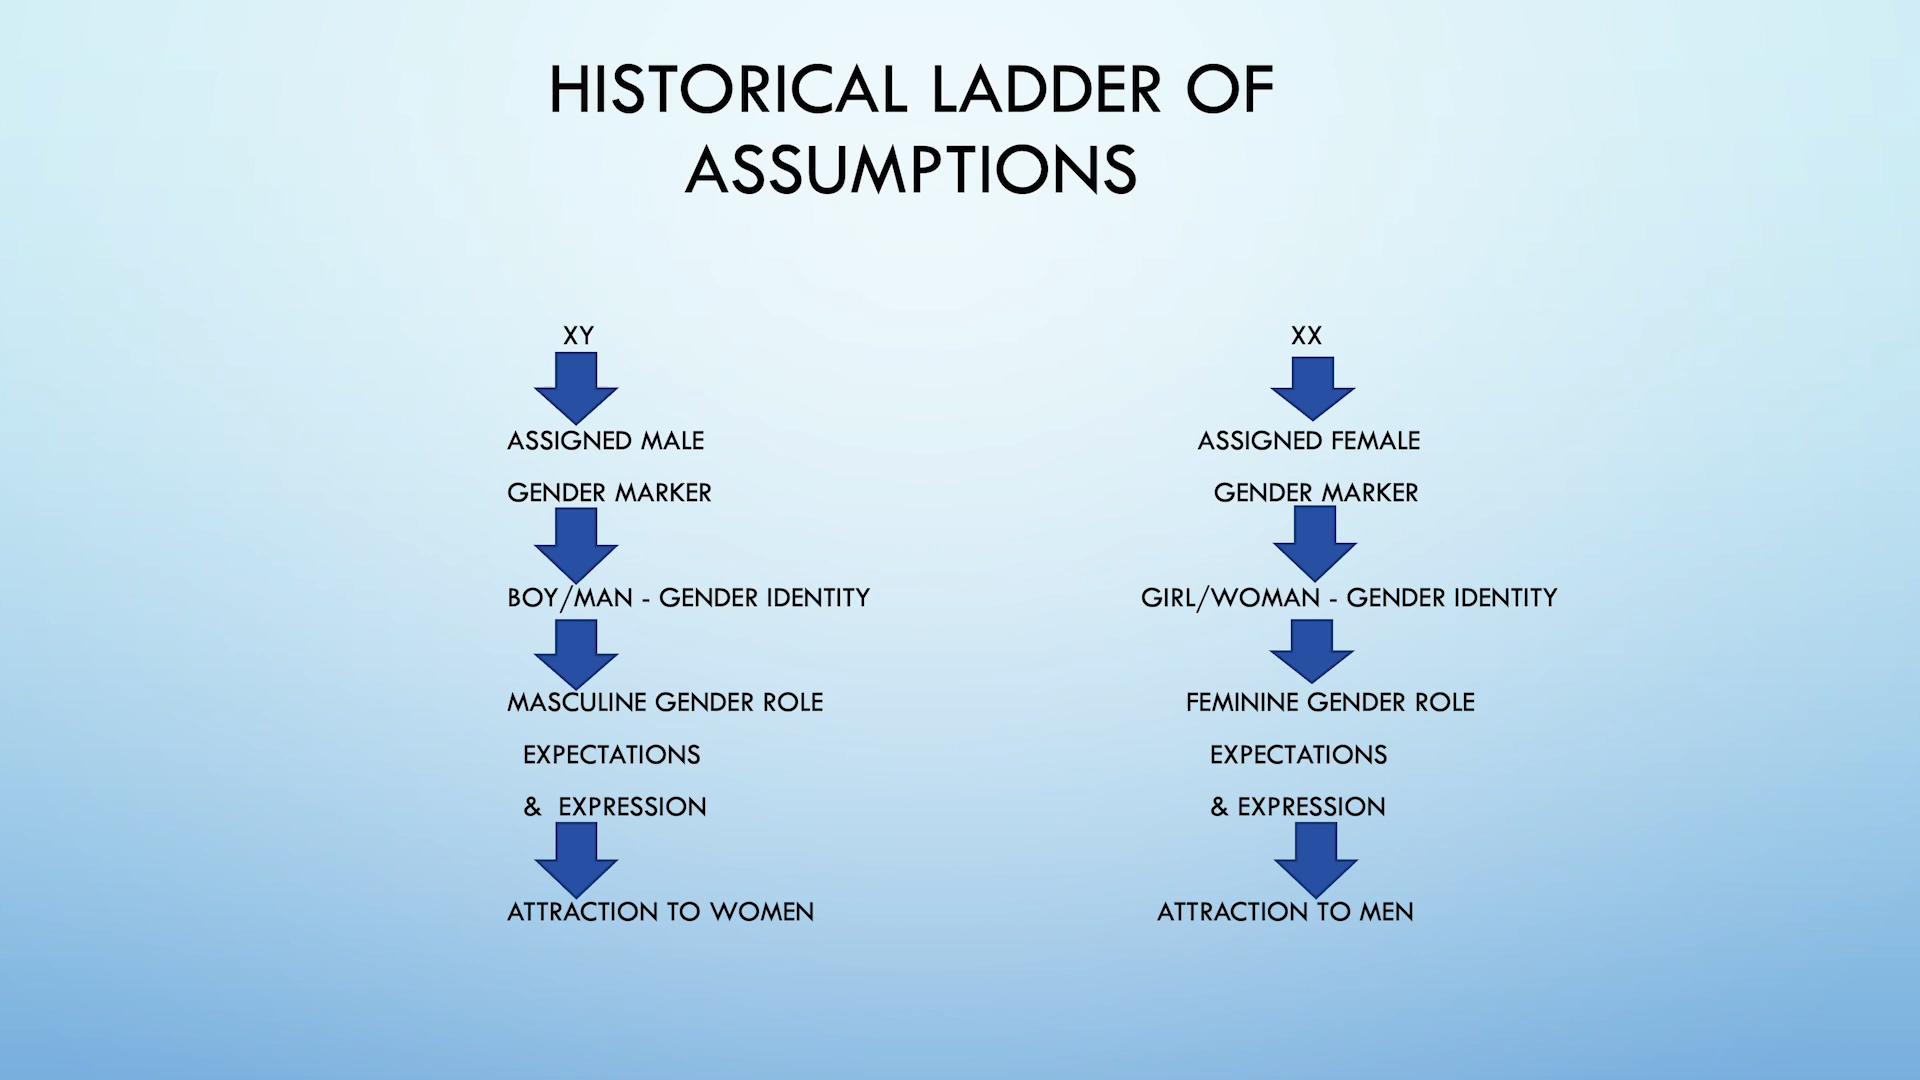 HISTORICAL LADDER OF
ASSUMPTIONS
XY
ASSIGNED MALE
GENDER MARKER
BOY/MAN - GENDER IDENTITY
MASCULINE GENDER ROLE
EXPECTATIONS
& EXPRESSION
ATTRACTION TO WOMEN
XX
ASSIGNED FEMALE
GENDER MARKER
GIRL/WOMAN - GENDER IDENTITY
FEMININE GENDER ROLE
EXPECTATIONS
& EXPRESSION
ATTRACTION TO MEN